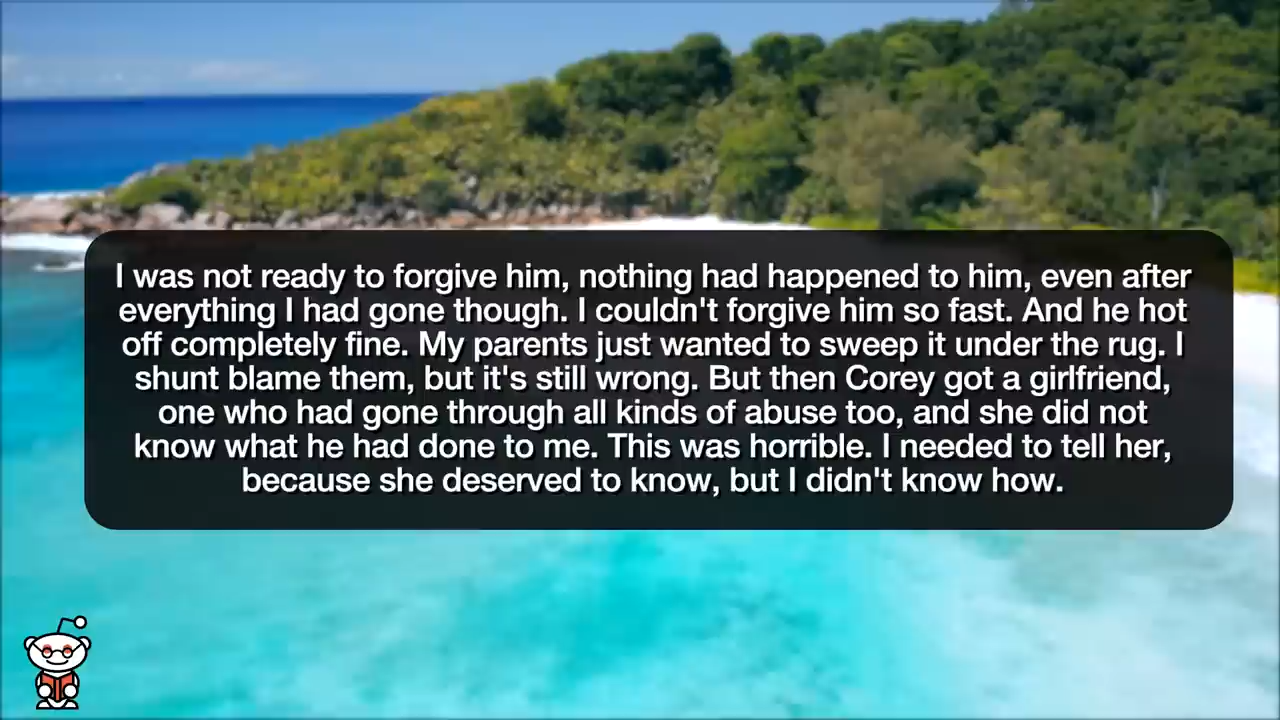 I was not ready to forgive him, nothing had happened to him, even after
everything I had gone though. I couldn't forgive him so fast. And he hot
off completely fine. My parents just wanted to sweep it under the rug. I
shunt blame them, but it's still wrong. But then Corey got a girlfriend,
one who had gone through all kinds of abuse too, and she did not
know what he had done to me. This was horrible. I needed to tell her,
because she deserved to know, but I didn't know how.